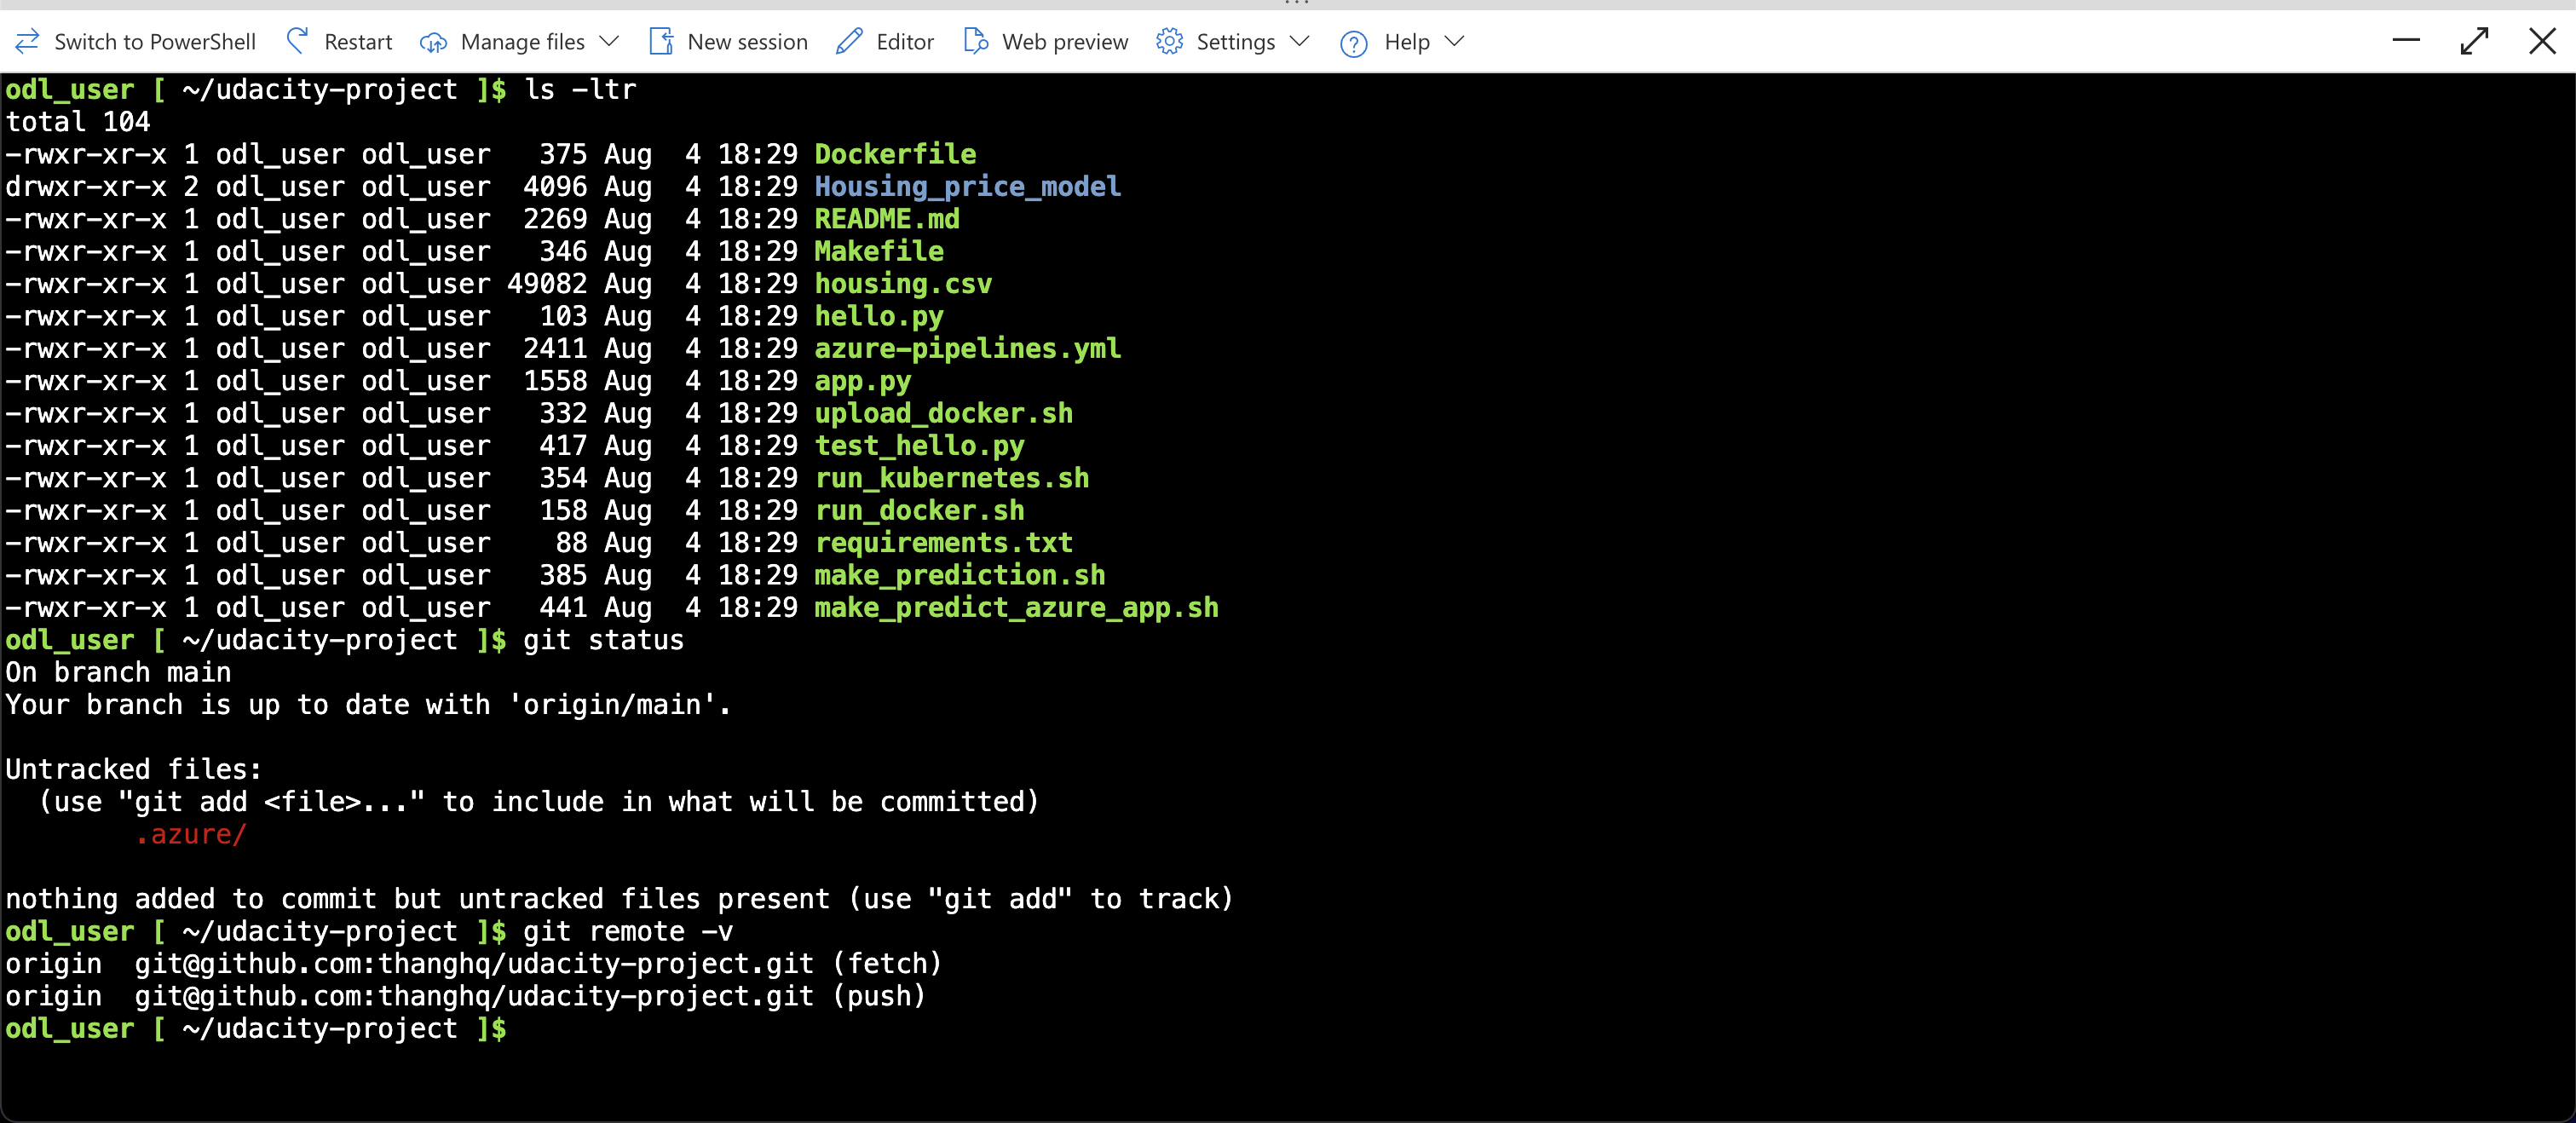 Switch to PowerShell Restart Manage files New session Editor Web preview Settings Help
odl_user [ ~/udacity-project ]$ ls -ltr
total 104
-rwxr-xr-x 1 odl_user odl_user   375 Aug  4 18:29 Dockerfile
drwxr-xr-x 2 odl_user odl_user  4096 Aug  4 18:29 Housing_price_model
-rwxr-xr-x 1 odl_user odl_user  2269 Aug  4 18:29 README.md
-rwxr-xr-x 1 odl_user odl_user   346 Aug  4 18:29 Makefile
-rwxr-xr-x 1 odl_user odl_user 49082 Aug  4 18:29 housing.csv
-rwxr-xr-x 1 odl_user odl_user   103 Aug  4 18:29 hello.py
-rwxr-xr-x 1 odl_user odl_user  2411 Aug  4 18:29 azure-pipelines.yml
-rwxr-xr-x 1 odl_user odl_user  1558 Aug  4 18:29 app.py
-rwxr-xr-x 1 odl_user odl_user   332 Aug  4 18:29 upload_docker.sh
-rwxr-xr-x 1 odl_user odl_user   417 Aug  4 18:29 test_hello.py
-rwxr-xr-x 1 odl_user odl_user   354 Aug  4 18:29 run_kubernetes.sh
-rwxr-xr-x 1 odl_user odl_user   158 Aug  4 18:29 run_docker.sh
-rwxr-xr-x 1 odl_user odl_user    88 Aug  4 18:29 requirements.txt
-rwxr-xr-x 1 odl_user odl_user   385 Aug  4 18:29 make_prediction.sh
-rwxr-xr-x 1 odl_user odl_user   441 Aug  4 18:29 make_predict_azure_app.sh
odl_user [ ~/udacity-project ]$ git status
On branch main
Your branch is up to date with 'origin/main'.
Untracked files:
  (use "git add <file>..." to include in what will be committed)
        .azure/
nothing added to commit but untracked files present (use "git add" to track)
odl_user [ ~/udacity-project ]$ git remote -v
origin  git@github.com:thanghq/udacity-project.git (fetch)
origin  git@github.com:thanghq/udacity-project.git (push)
odl_user [ ~/udacity-project ]$